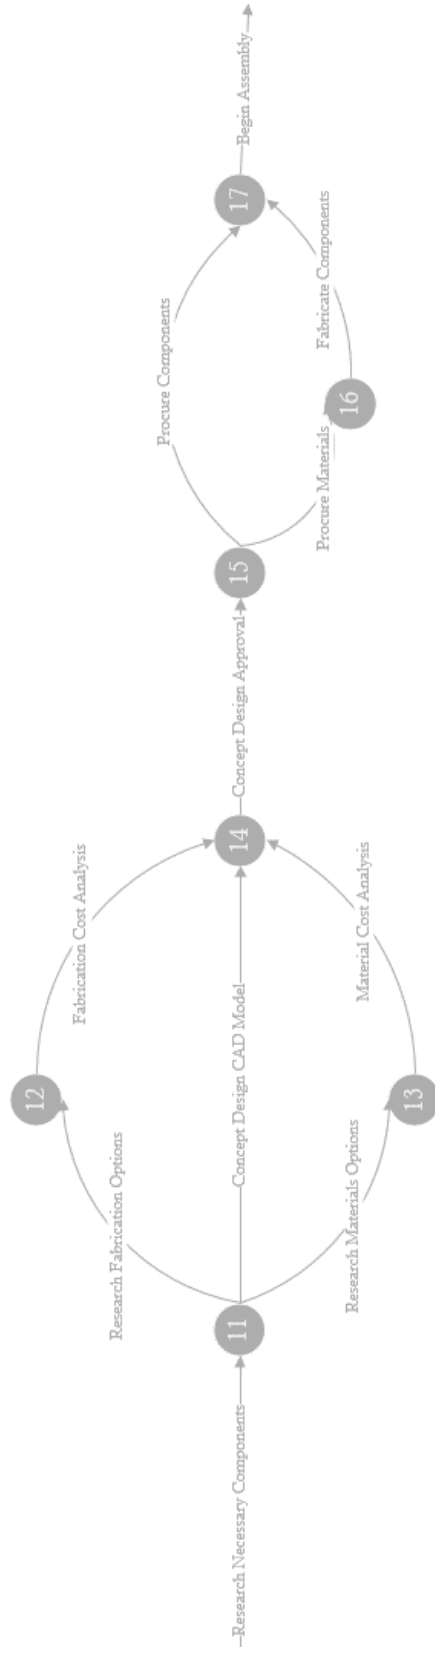 Research Necessary Components
11
Research Fabrication Options
Concept Design CAD Model
Research Materials Options
12
13
Fabrication Cost Analysis
Material Cost Analysis
14
Concept Design Approval
15
Procure Components
Procure Materials
16
Fabricate Components
17
Begin Assembly